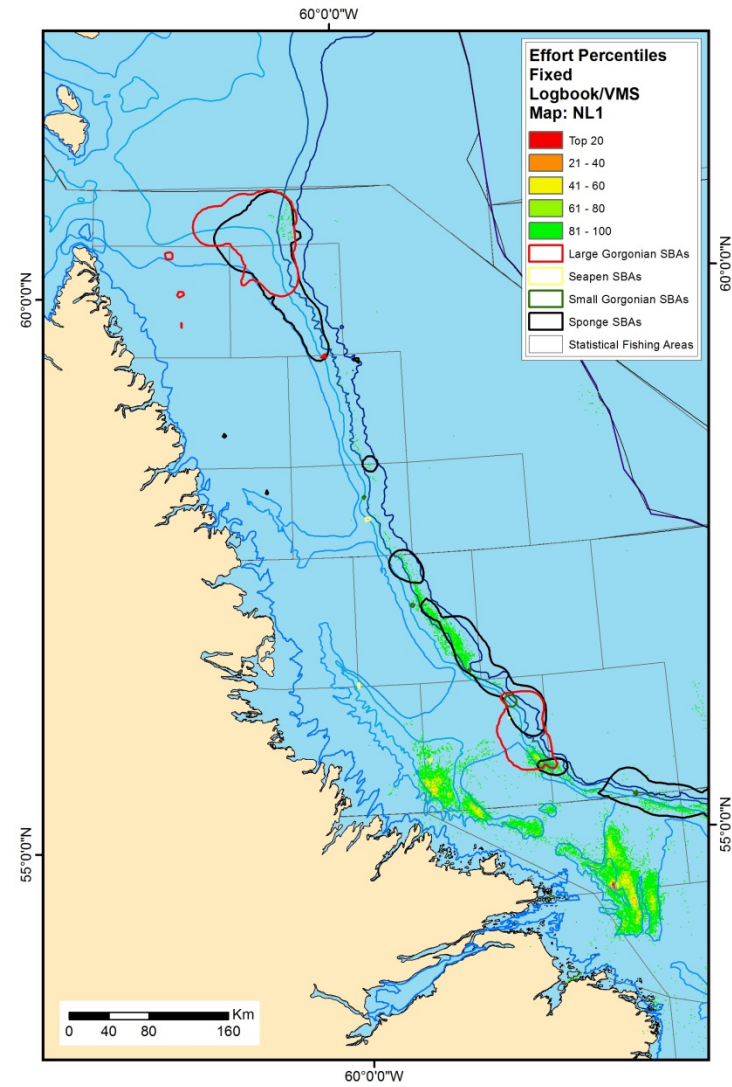 60°0'0"W
Effort Percentiles
Fixed
Logbook/VMS
Map: NL1
Top 20
21 - 40
41 - 60
61 - 80
81 - 100
Large Gorgonian SBAs
Seapen SBAs
Small Gorgonian SBAs
Sponge SBAs
Statistical Fishing Areas
60°0'0"N
60°0'0"N
55°0'0"N
55°0'0"N
Km
0 40 80 160
60°0'0"W